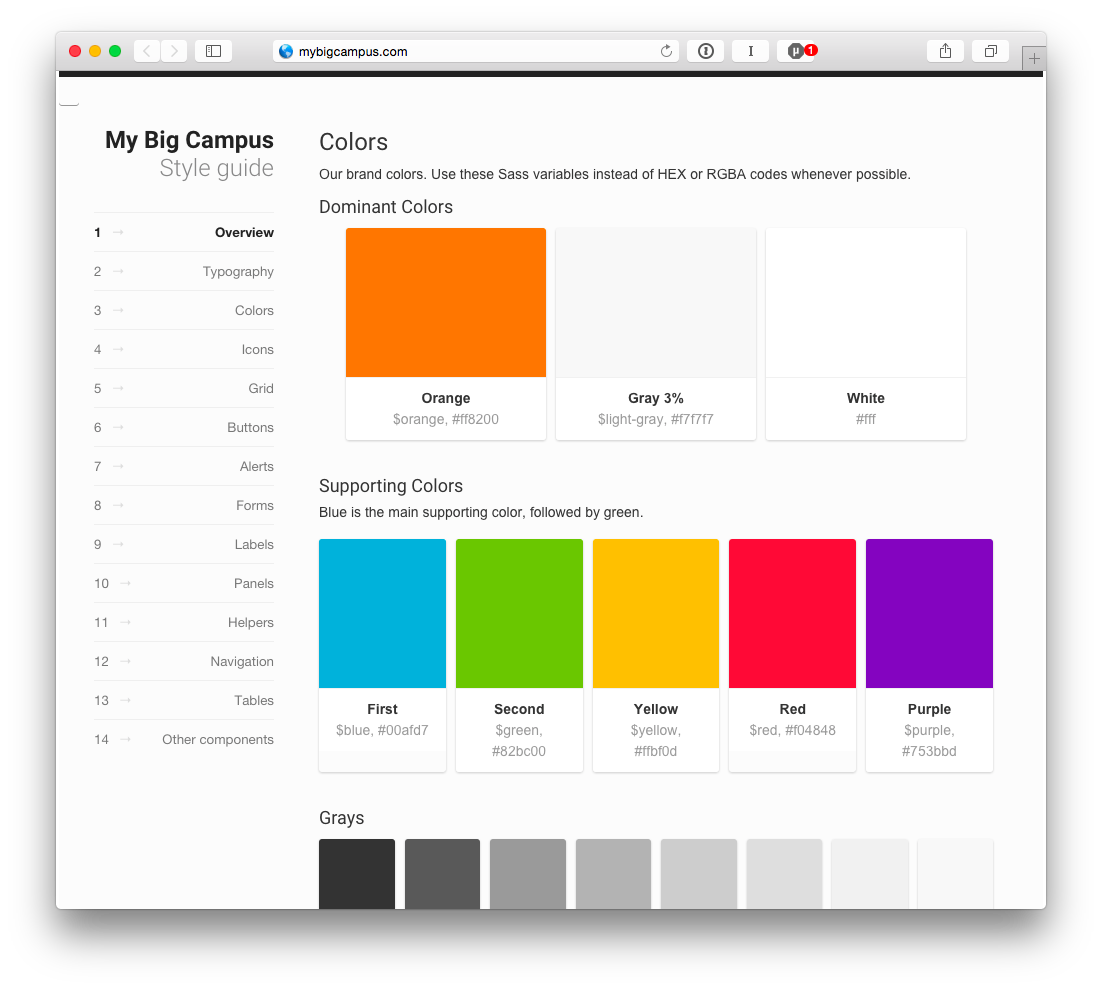 mybigcampus.com
1
My Big Campus
Style guide
1 → Overview
2 → Typography
3 → Colors
4 → Icons
5 → Grid
6 → Buttons
7 → Alerts
8 → Forms
9 → Labels
10 → Panels
11 → Helpers
12 → Navigation
13 → Tables
14 → Other components
Colors
Our brand colors. Use these Sass variables instead of HEX or RGBA codes whenever possible.
Dominant Colors
Orange
$orange, #ff8200
Gray 3%
$light-gray, #f7f7f7
White
#fff
Supporting Colors
Blue is the main supporting color, followed by green.
First
$blue, #00afd7
Second
$green,
#82bc00
Yellow
$yellow,
#ffbf0d
Red
$red, #f04848
Purple
$purple,
#753bbd
Grays